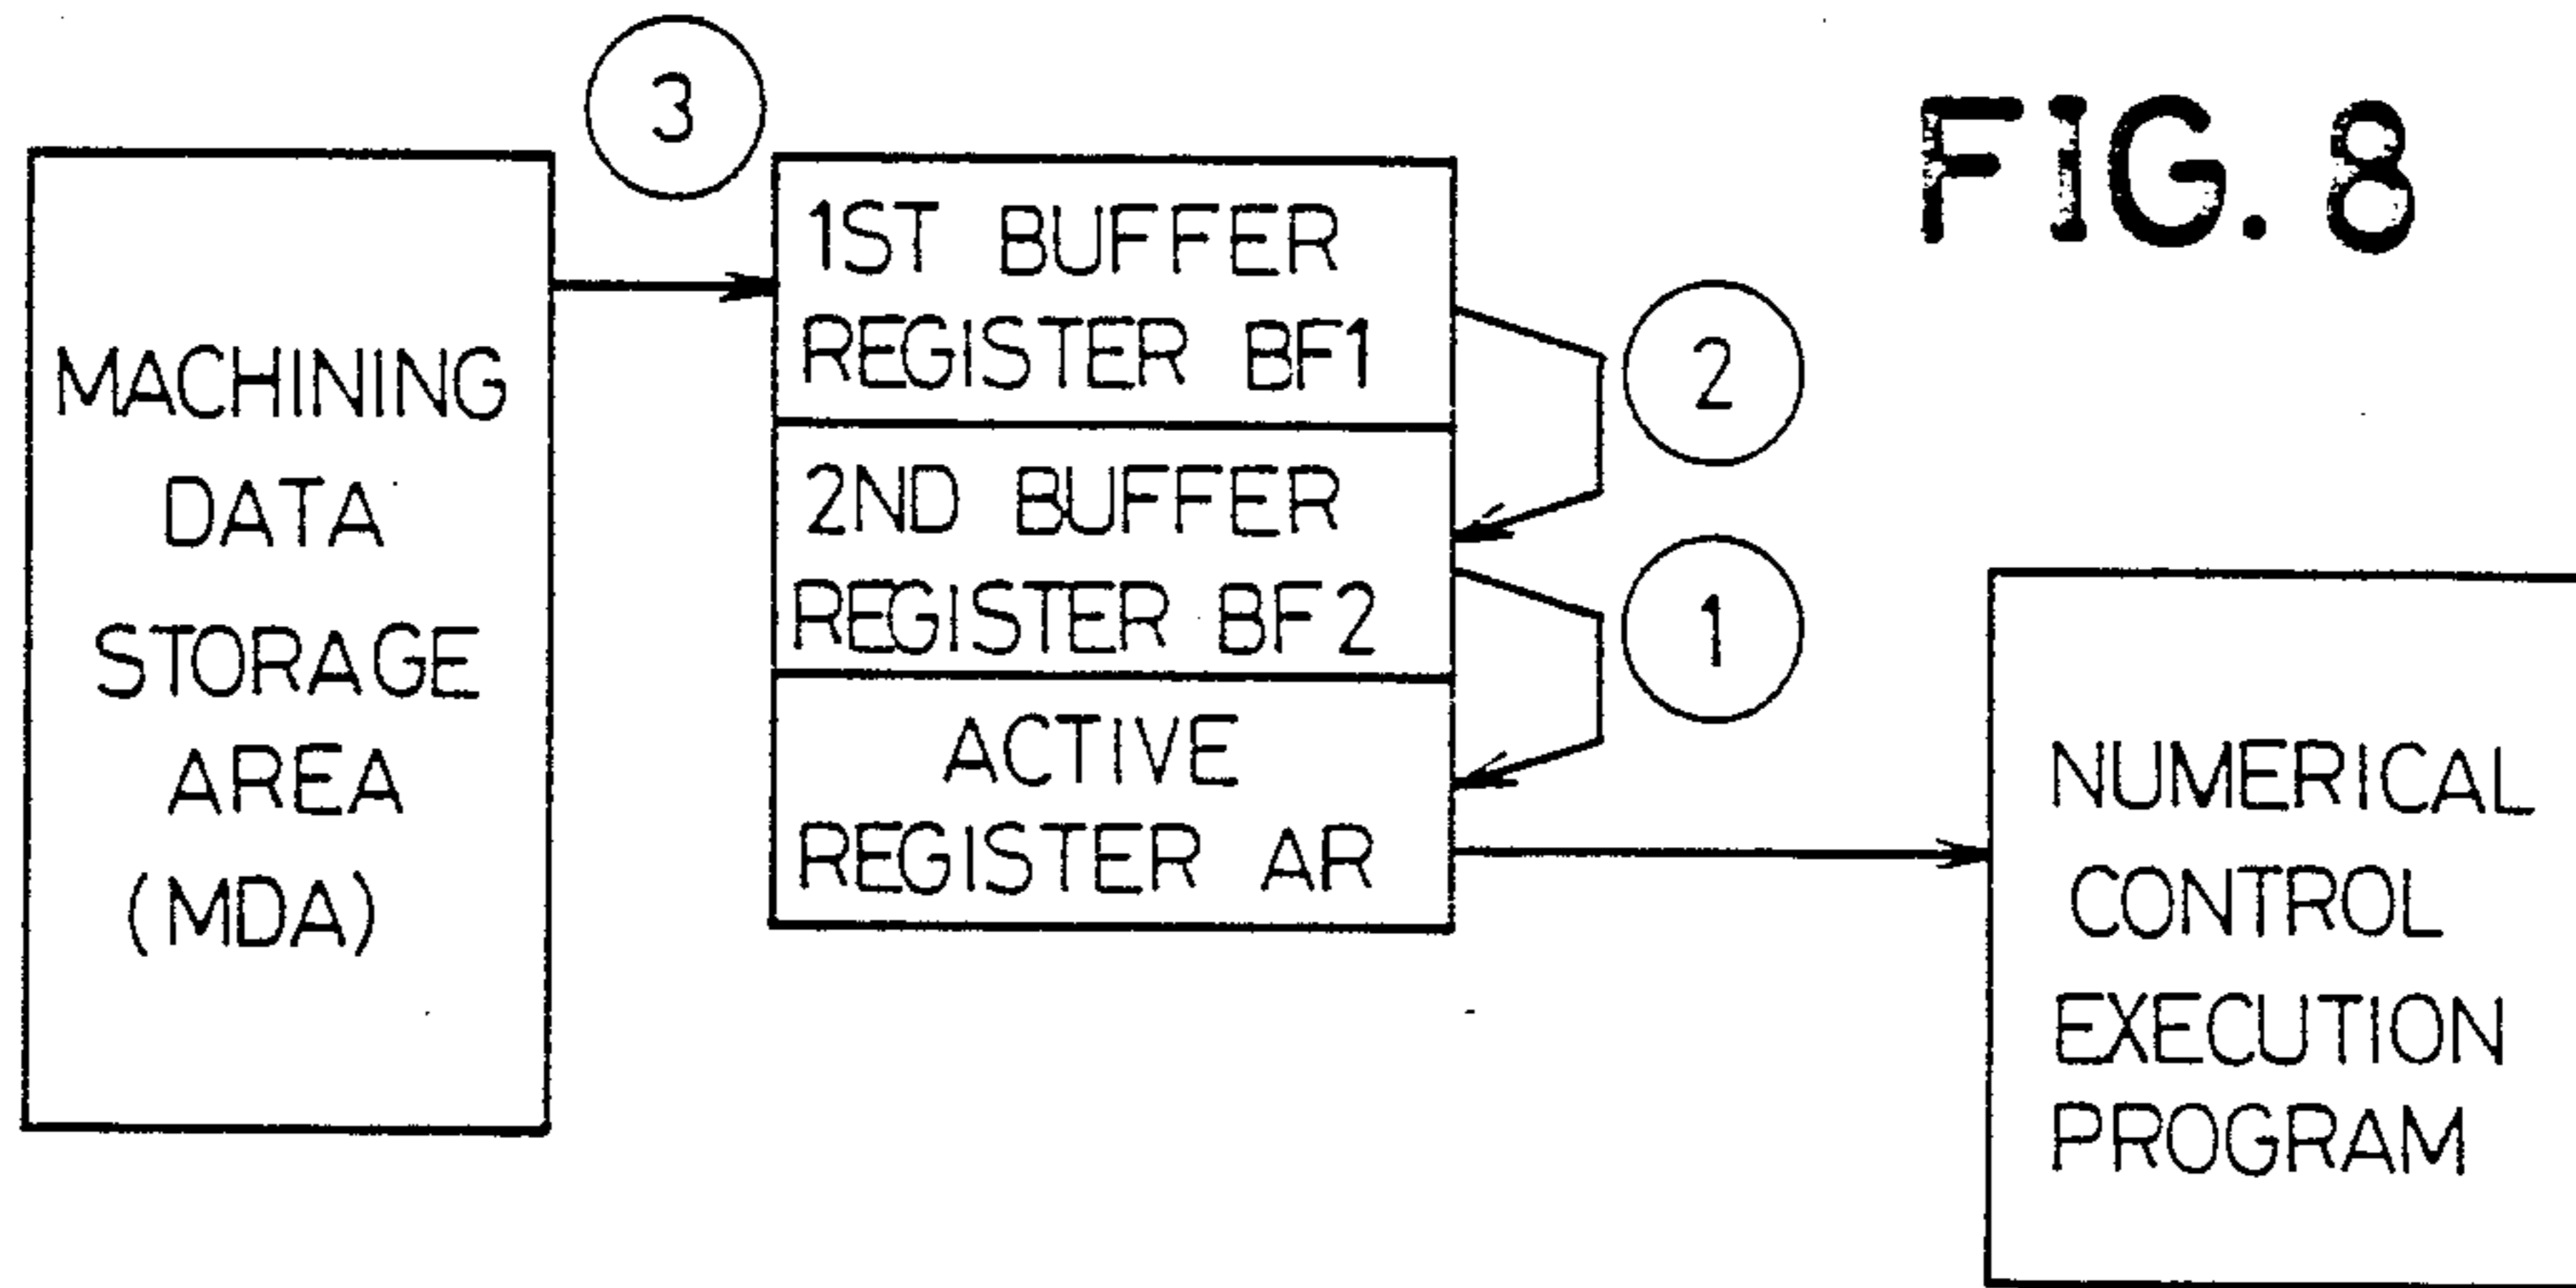 FIG. 8
3
MACHINING
DATA
STORAGE
AREA
(MDA)
1ST BUFFER
REGISTER BF1
2
2ND BUFFER
REGISTER BF2
1
ACTIVE
REGISTER AR
NUMERICAL
CONTROL
EXECUTION
PROGRAM